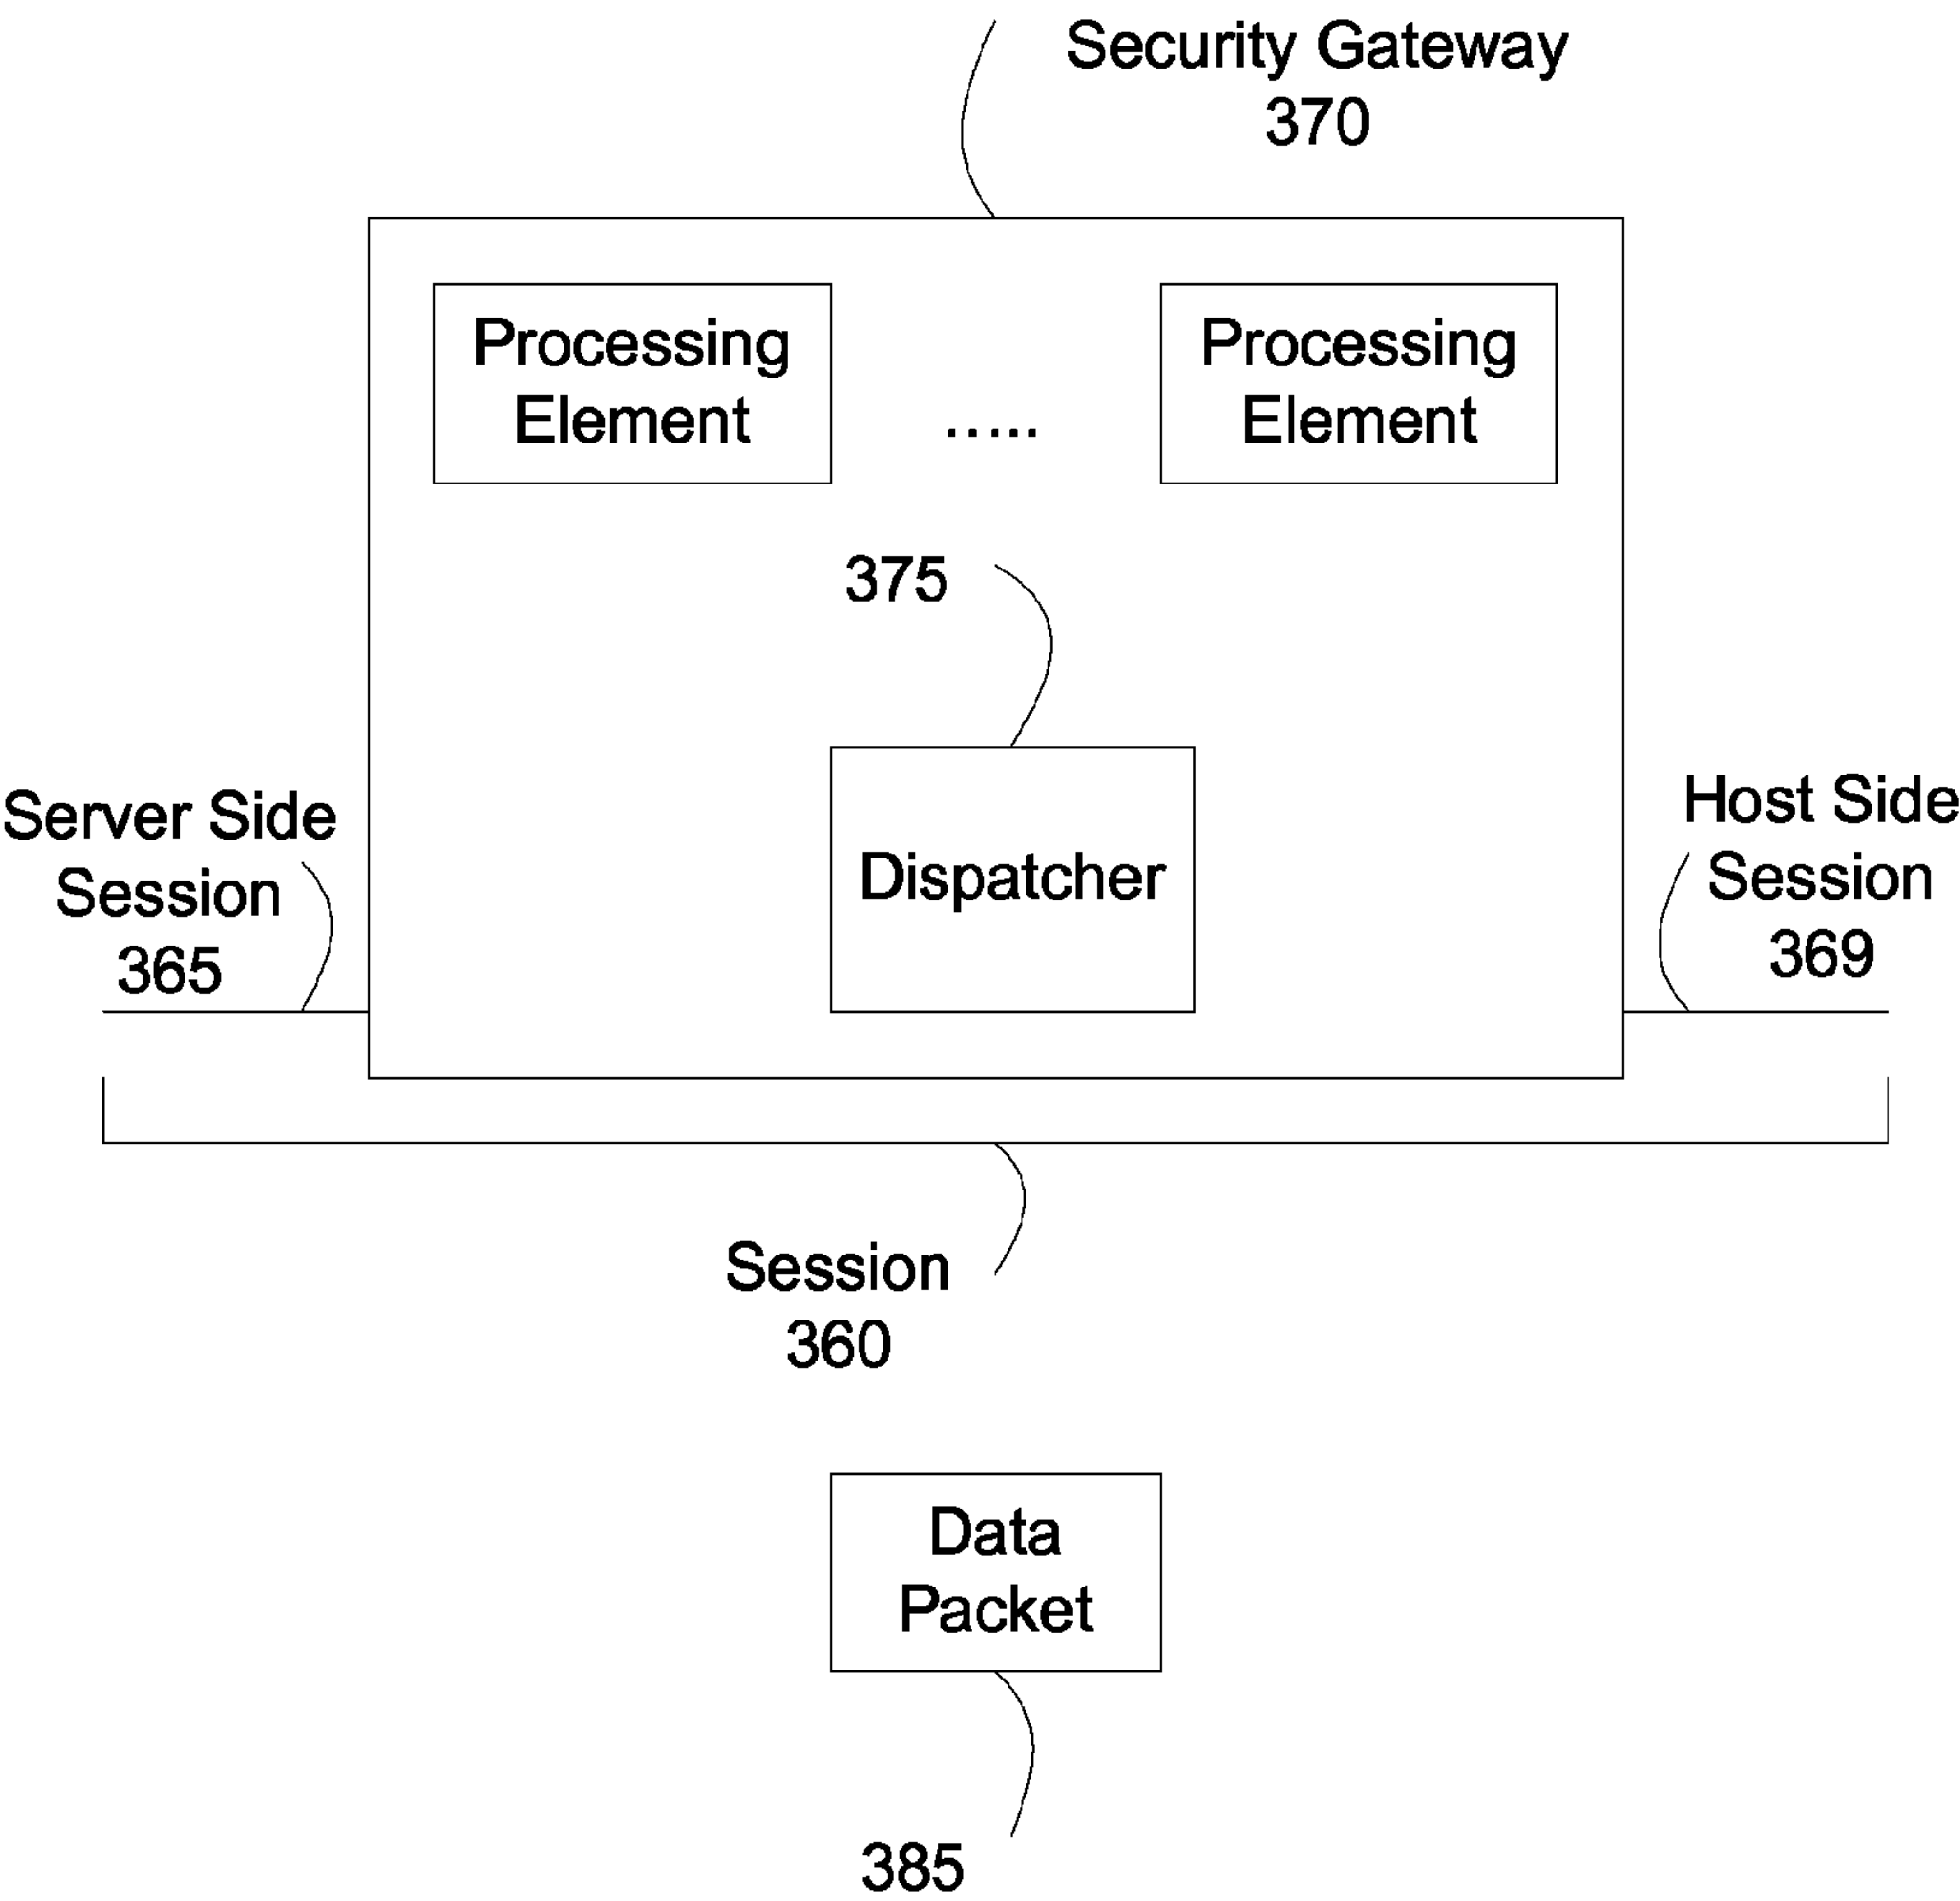 Security Gateway
370
Processing
Element
.....
Processing
Element
375
Dispatcher
Server Side
Session
365
Host Side
Session
369
Session
360
Data
Packet
385